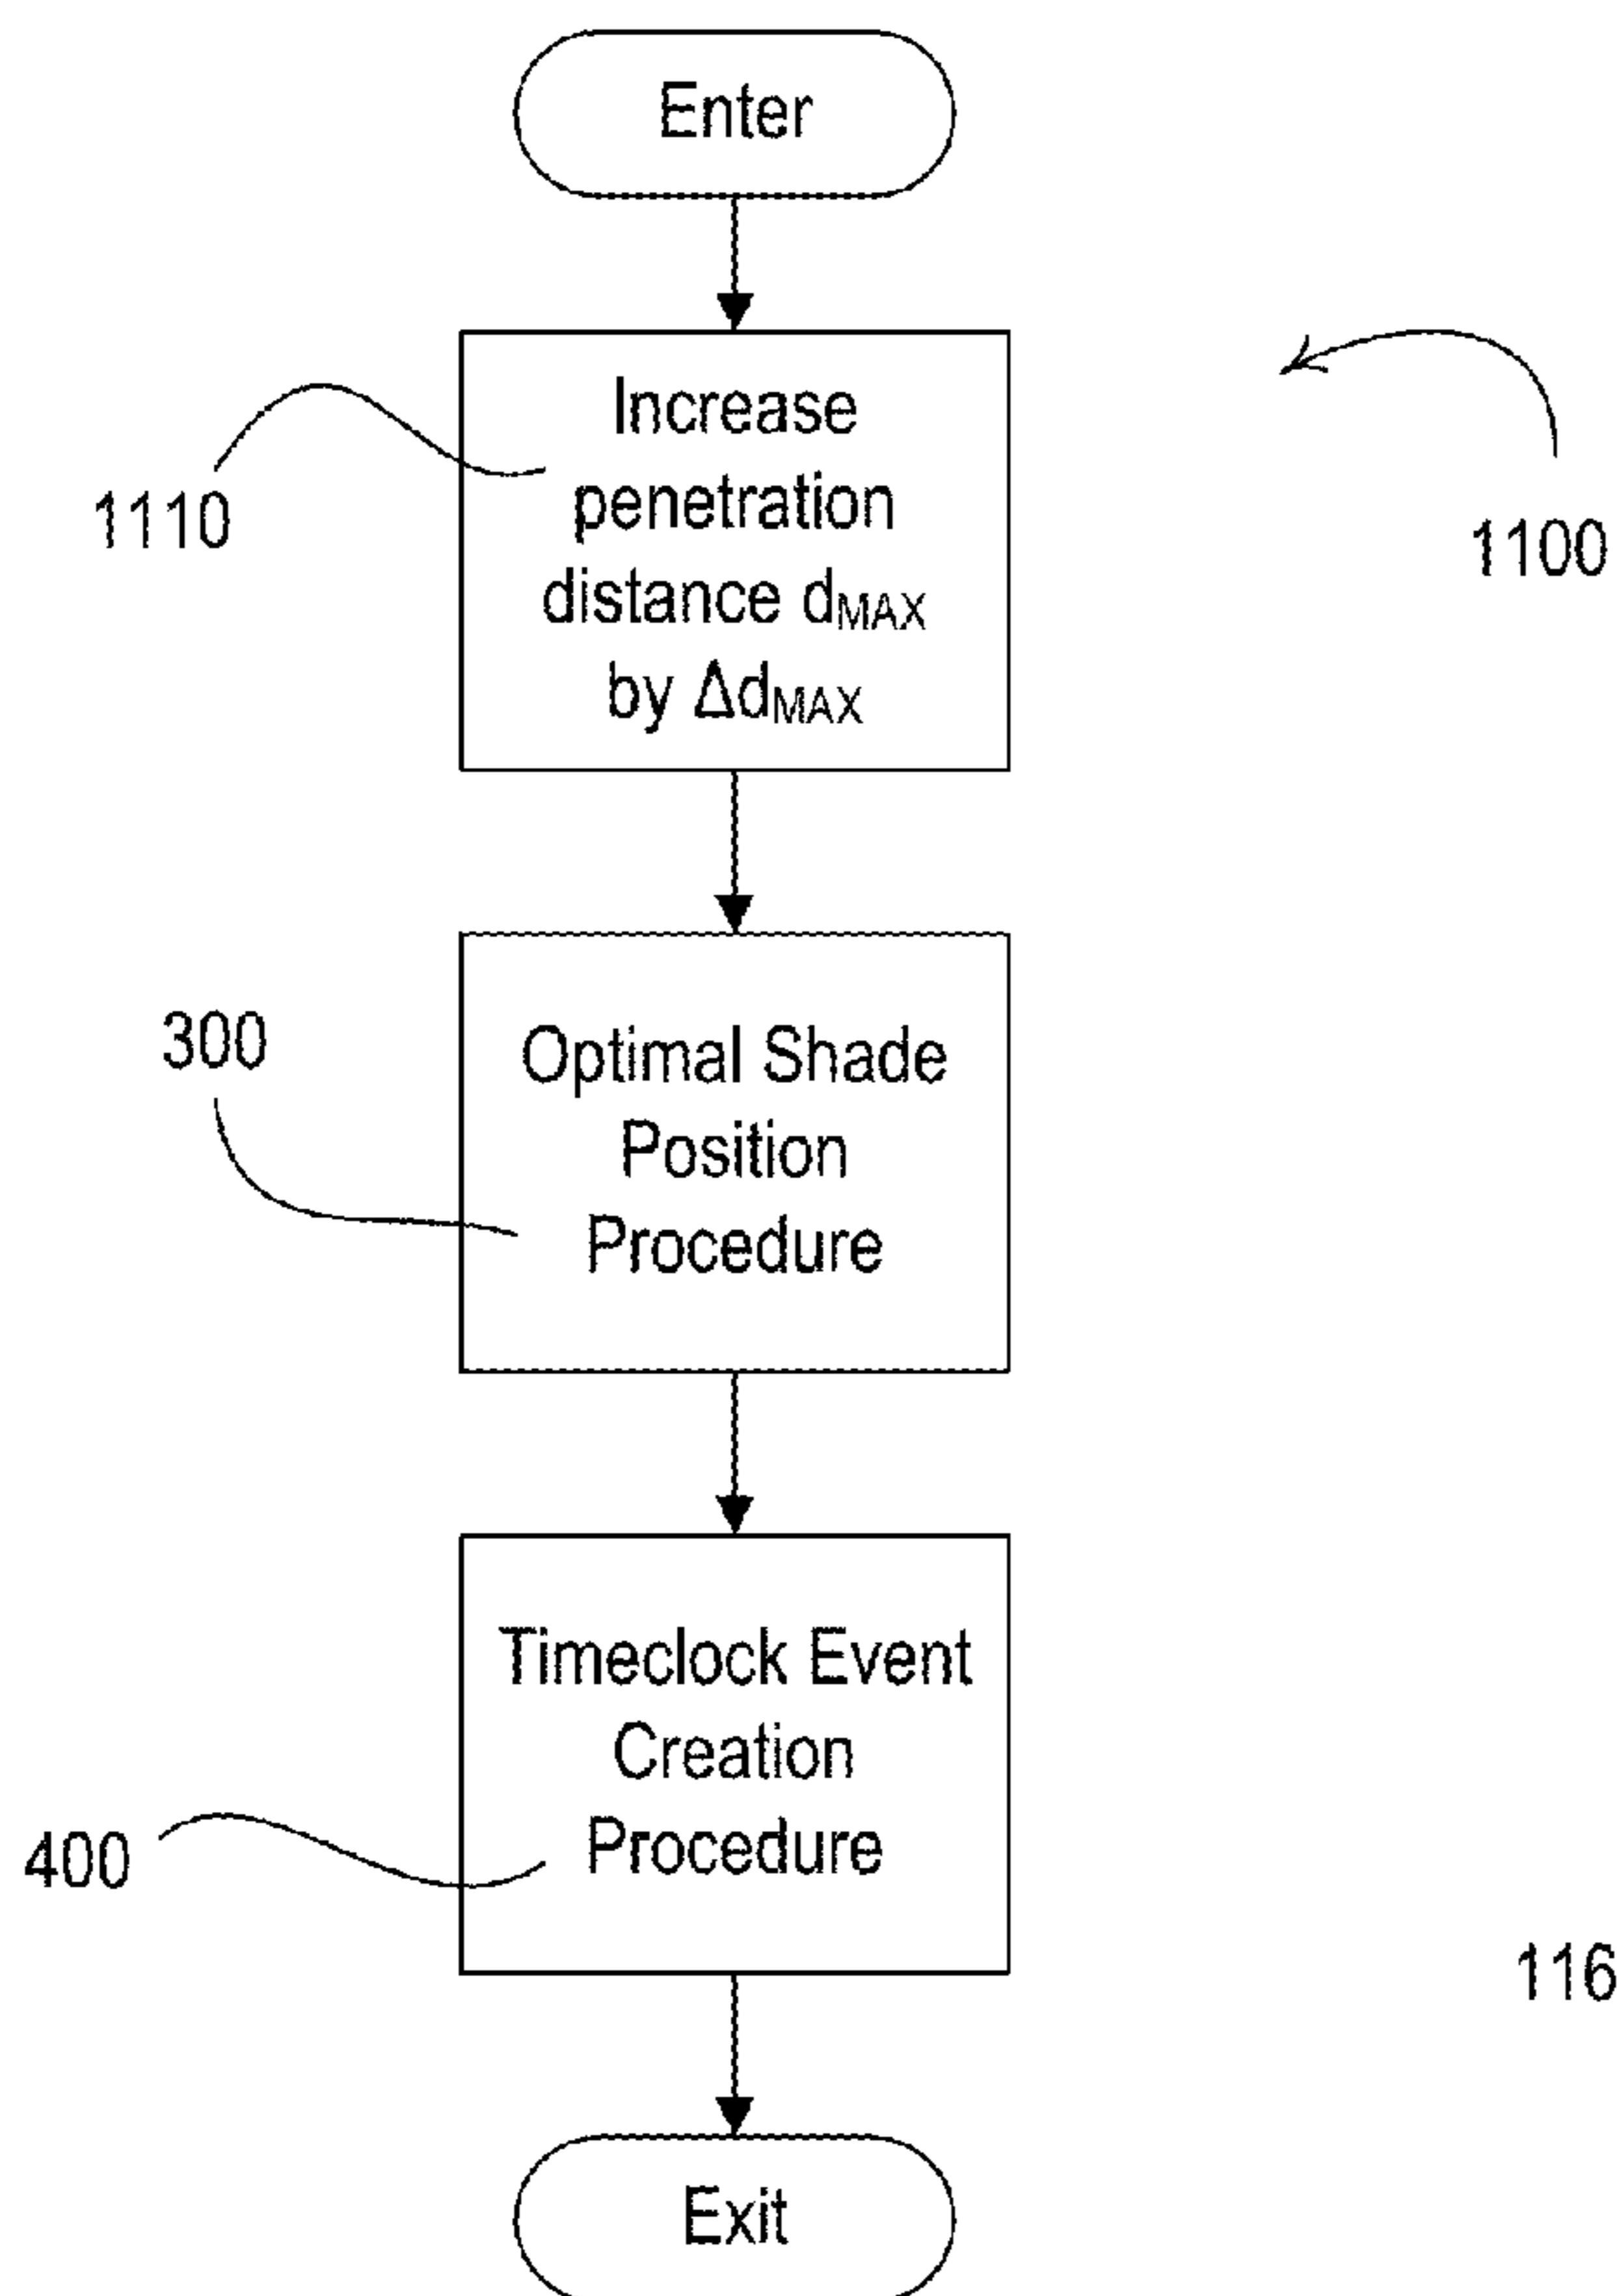 Enter
Increase
penetration
distance dMAX
by ΔdMAX
1110
1100
Optimal Shade
Position
Procedure
300
Timeclock Event
Creation
Procedure
400
116
Exit